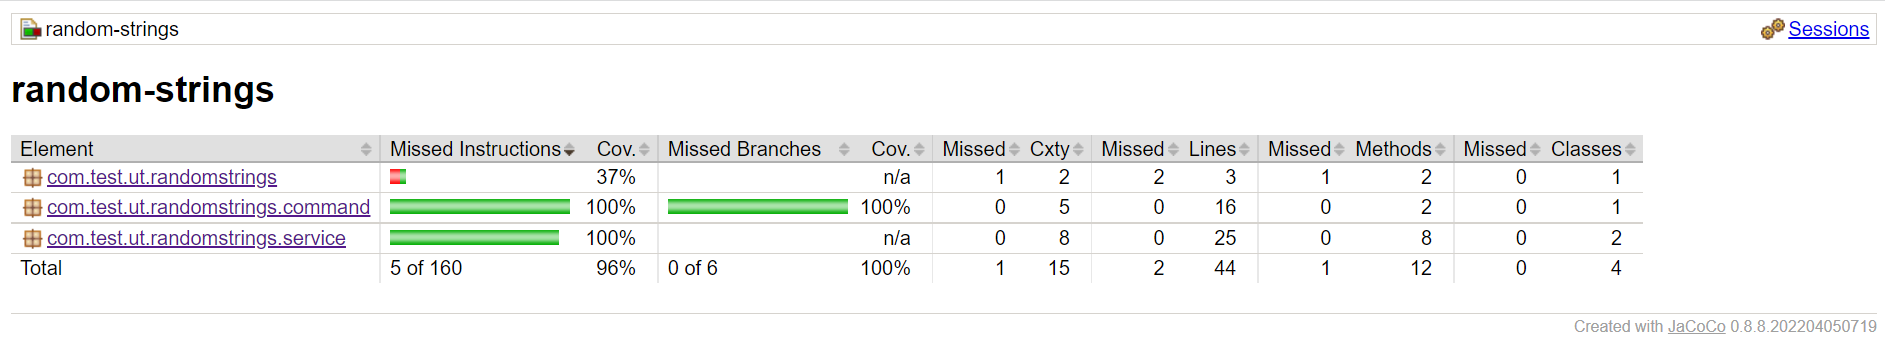 random-strings Sessions
random-strings
Element Missed Instructions Cov. Missed Branches Cov. Missed Cxty Missed Lines Missed Methods Missed Classes
com.test.ut.randomstrings 37% n/a 1 2 2 3 1 2 0 1
com.test.ut.randomstrings.command 100% 100% 0 5 0 16 0 2 0 1
com.test.ut.randomstrings.service 100% n/a 0 8 0 25 0 8 0 2
Total 5 of 160 96% 0 of 6 100% 1 15 2 44 1 12 0 4
Created with JaCoCo 0.8.8.202204050719